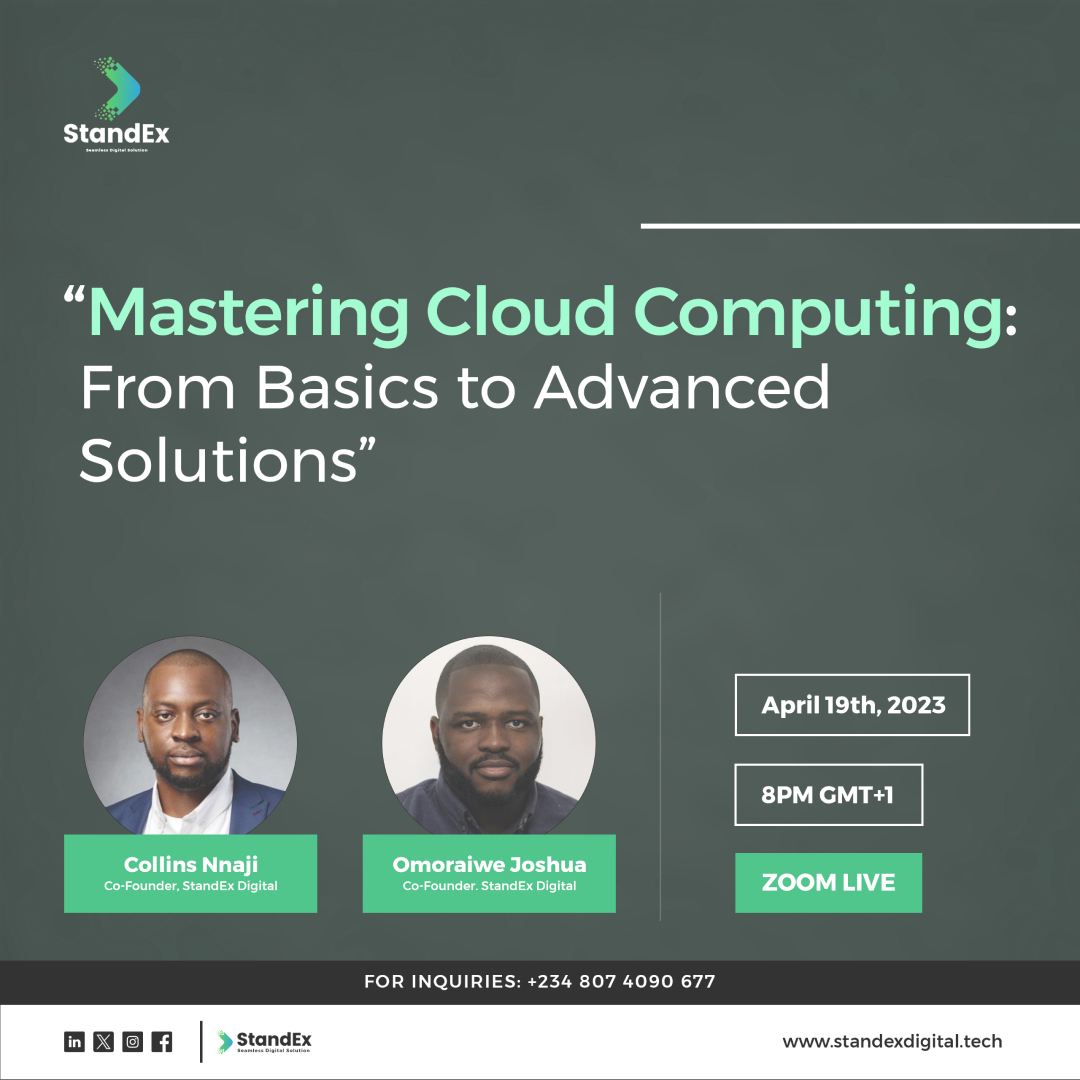 StandEx
Seamless Digital Solution
“Mastering Cloud Computing:
From Basics to Advanced
Solutions”
Collins Nnaji
Co-Founder, StandEx Digital
Omoraiwe Joshua
Co-Founder. StandEx Digital
April 19th, 2023
8PM GMT+1
ZOOM LIVE
FOR INQUIRIES: +234 807 4090 677
StandEx
Seamless Digital Solution
www.standexdigital.tech